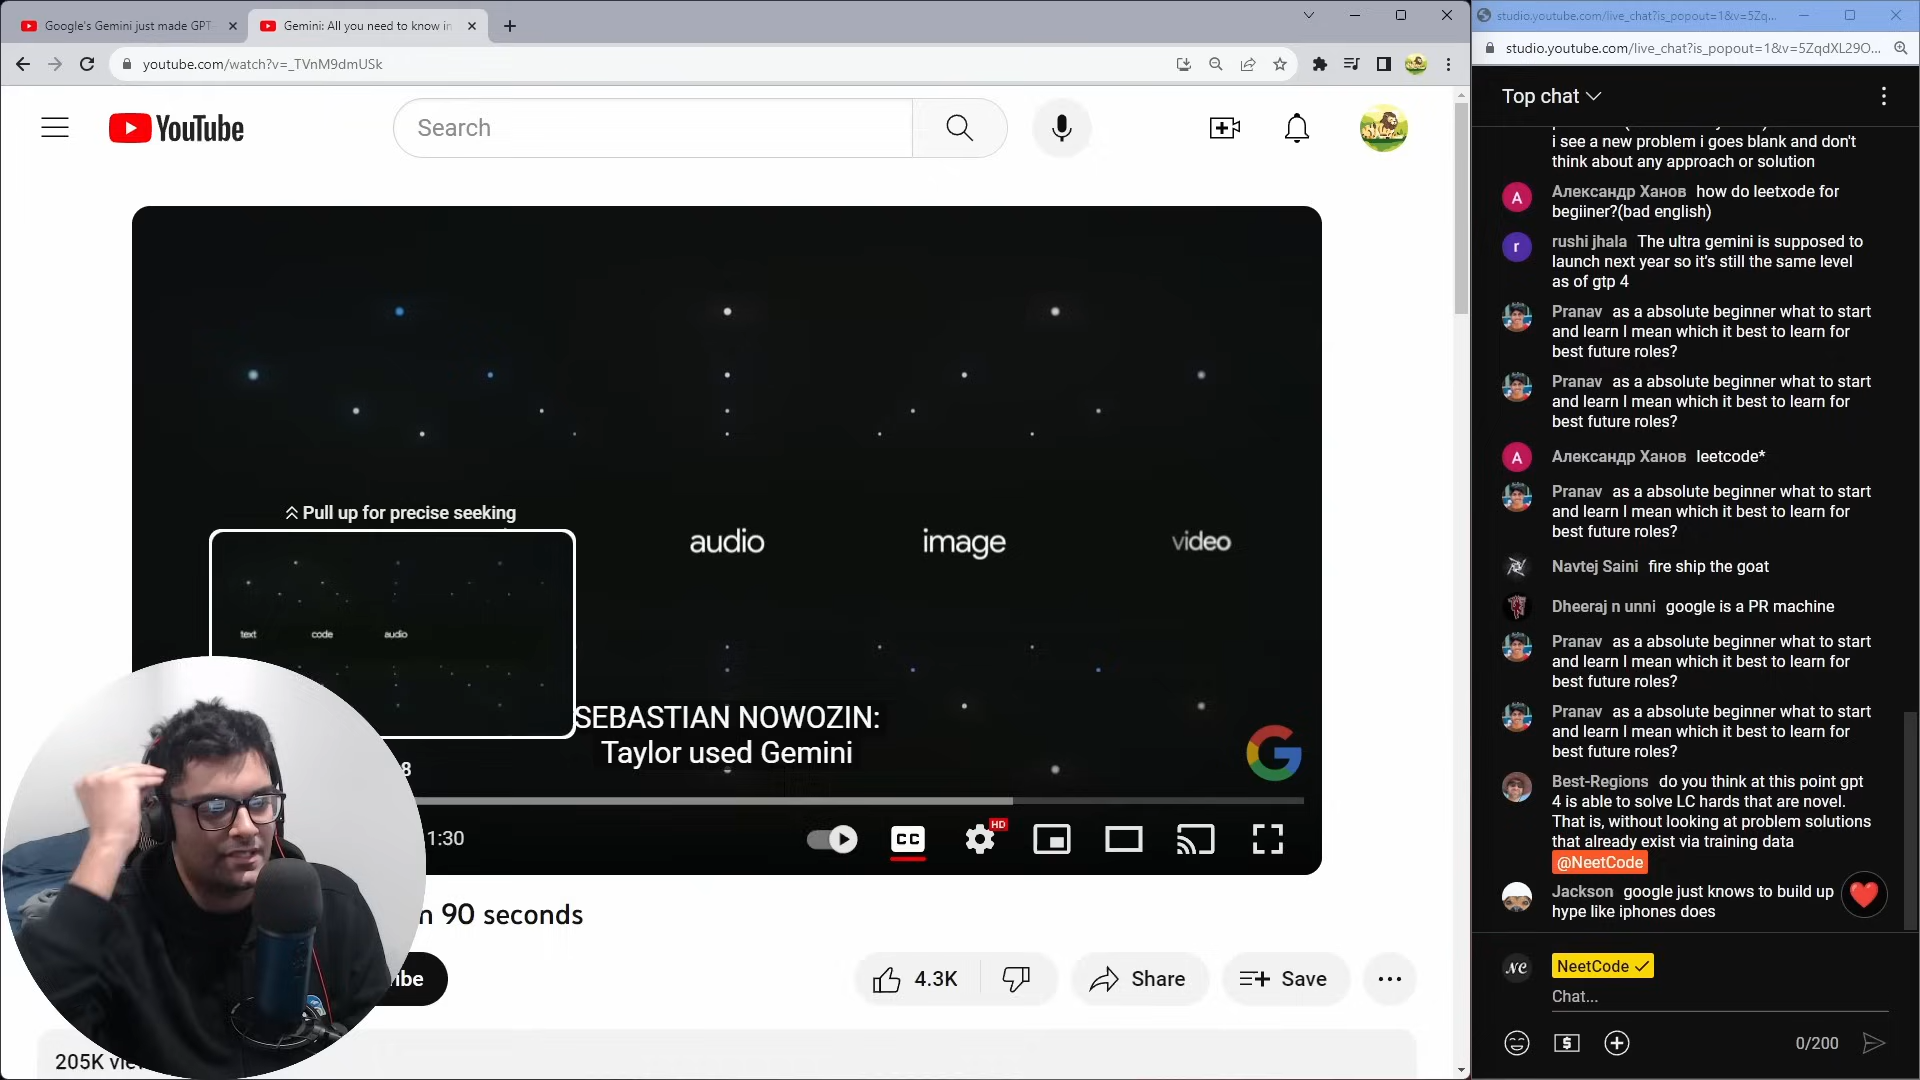 Google's Gemini just made GPT
Gemini: All you need to know in
studio.youtube.com/live_chat?is_popout=1&v=5Zq...
youtube.com/watch?v=_TVnM9dmUSk
studio.youtube.com/live_chat?is_popout=1&v=5ZqdXL29O...
YouTube
Search
Top chat
i see a new problem i goes blank and don't
think about any approach or solution
Александр Ханов how do leetxode for
begiiner?(bad english)
rushi jhala The ultra gemini is supposed to
launch next year so it's still the same level
as of gtp 4
Pranav as a absolute beginner what to start
and learn I mean which it best to learn for
best future roles?
Pranav as a absolute beginner what to start
and learn I mean which it best to learn for
best future roles?
Александр Ханов leetcode*
Pranav as a absolute beginner what to start
and learn I mean which it best to learn for
best future roles?
Navtej Saini fire ship the goat
Dheeraj n unni google is a PR machine
Pranav as a absolute beginner what to start
and learn I mean which it best to learn for
best future roles?
Pranav as a absolute beginner what to start
and learn I mean which it best to learn for
best future roles?
Best-Regions do you think at this point gpt
4 is able to solve LC hards that are novel.
That is, without looking at problem solutions
that already exist via training data
@NeetCode
Jackson google just knows to build up
hype like iphones does
NC
NeetCode
Chat...
0/200
Pull up for precise seeking
audio image video
text code audio
SEBASTIAN NOWOZIN:
Taylor used Gemini
8
1:30
CC
HD
n 90 seconds
ibe
4.3K
Share
Save
205K